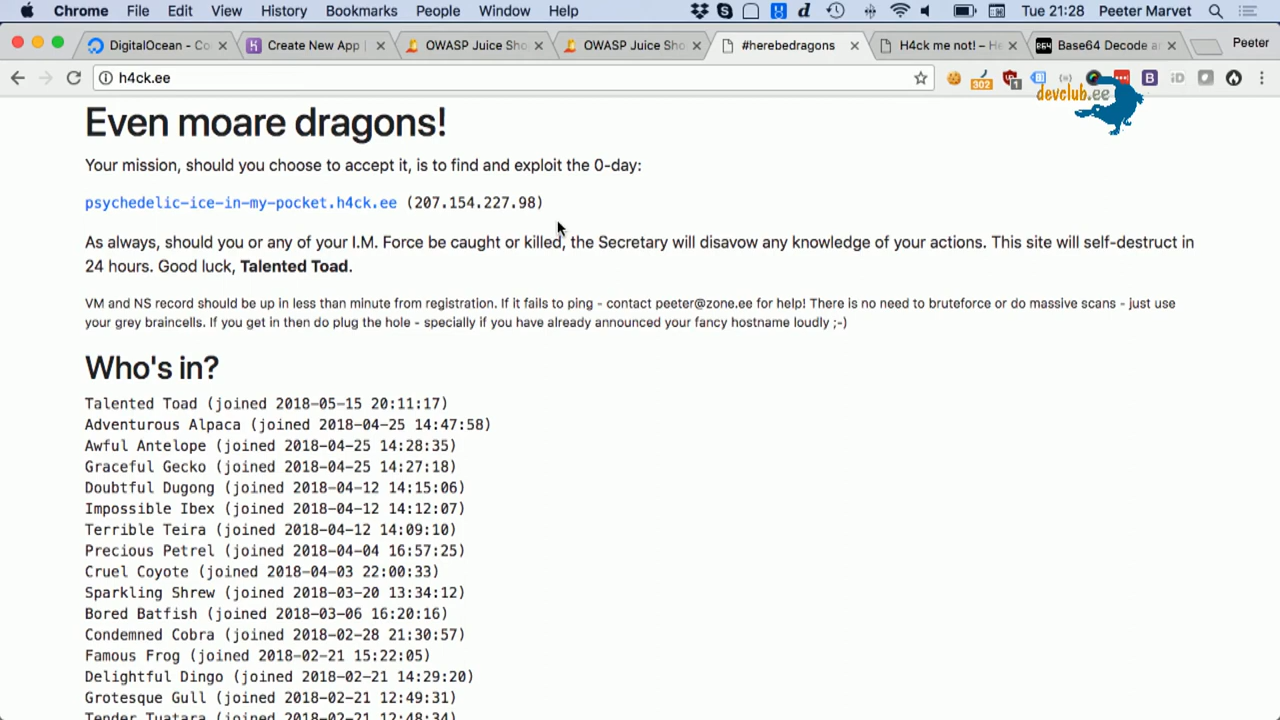 Chrome File Edit View History Bookmarks People Window Help Tue 21:28 Peeter Marvet
DigitalOcean - Co
Create New App |
OWASP Juice Sho
OWASP Juice Sho
#herebedragons
H4ck me not! – He
Base64 Decode a
Peeter
h4ck.ee
302
1
iD
devclub.ee
Even moare dragons!
Your mission, should you choose to accept it, is to find and exploit the 0-day:
psychedelic-ice-in-my-pocket.h4ck.ee (207.154.227.98)
As always, should you or any of your I.M. Force be caught or killed, the Secretary will disavow any knowledge of your actions. This site will self-destruct in
24 hours. Good luck, Talented Toad.
VM and NS record should be up in less than minute from registration. If it fails to ping - contact peeter@zone.ee for help! There is no need to bruteforce or do massive scans - just use
your grey braincells. If you get in then do plug the hole - specially if you have already announced your fancy hostname loudly ;-)
Who's in?
Talented Toad (joined 2018-05-15 20:11:17)
Adventurous Alpaca (joined 2018-04-25 14:47:58)
Awful Antelope (joined 2018-04-25 14:28:35)
Graceful Gecko (joined 2018-04-25 14:27:18)
Doubtful Dugong (joined 2018-04-12 14:15:06)
Impossible Ibex (joined 2018-04-12 14:12:07)
Terrible Teira (joined 2018-04-12 14:09:10)
Precious Petrel (joined 2018-04-04 16:57:25)
Cruel Coyote (joined 2018-04-03 22:00:33)
Sparkling Shrew (joined 2018-03-20 13:34:12)
Bored Batfish (joined 2018-03-06 16:20:16)
Condemned Cobra (joined 2018-02-28 21:30:57)
Famous Frog (joined 2018-02-21 15:22:05)
Delightful Dingo (joined 2018-02-21 14:29:20)
Grotesque Gull (joined 2018-02-21 12:49:31)
Tender Tuatara (joined 2018-02-21 12:48:34)